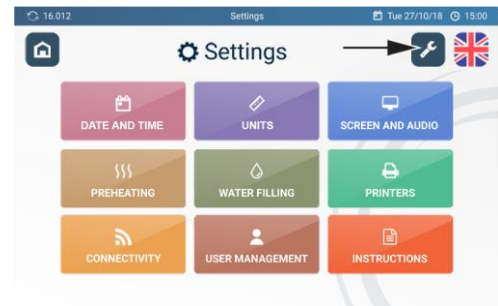 16.012 Settings Tue 27/10/18 15:00
Settings
DATE AND TIME UNITS SCREEN AND AUDIO
PREHEATING WATER FILLING PRINTERS
CONNECTIVITY USER MANAGEMENT INSTRUCTIONS